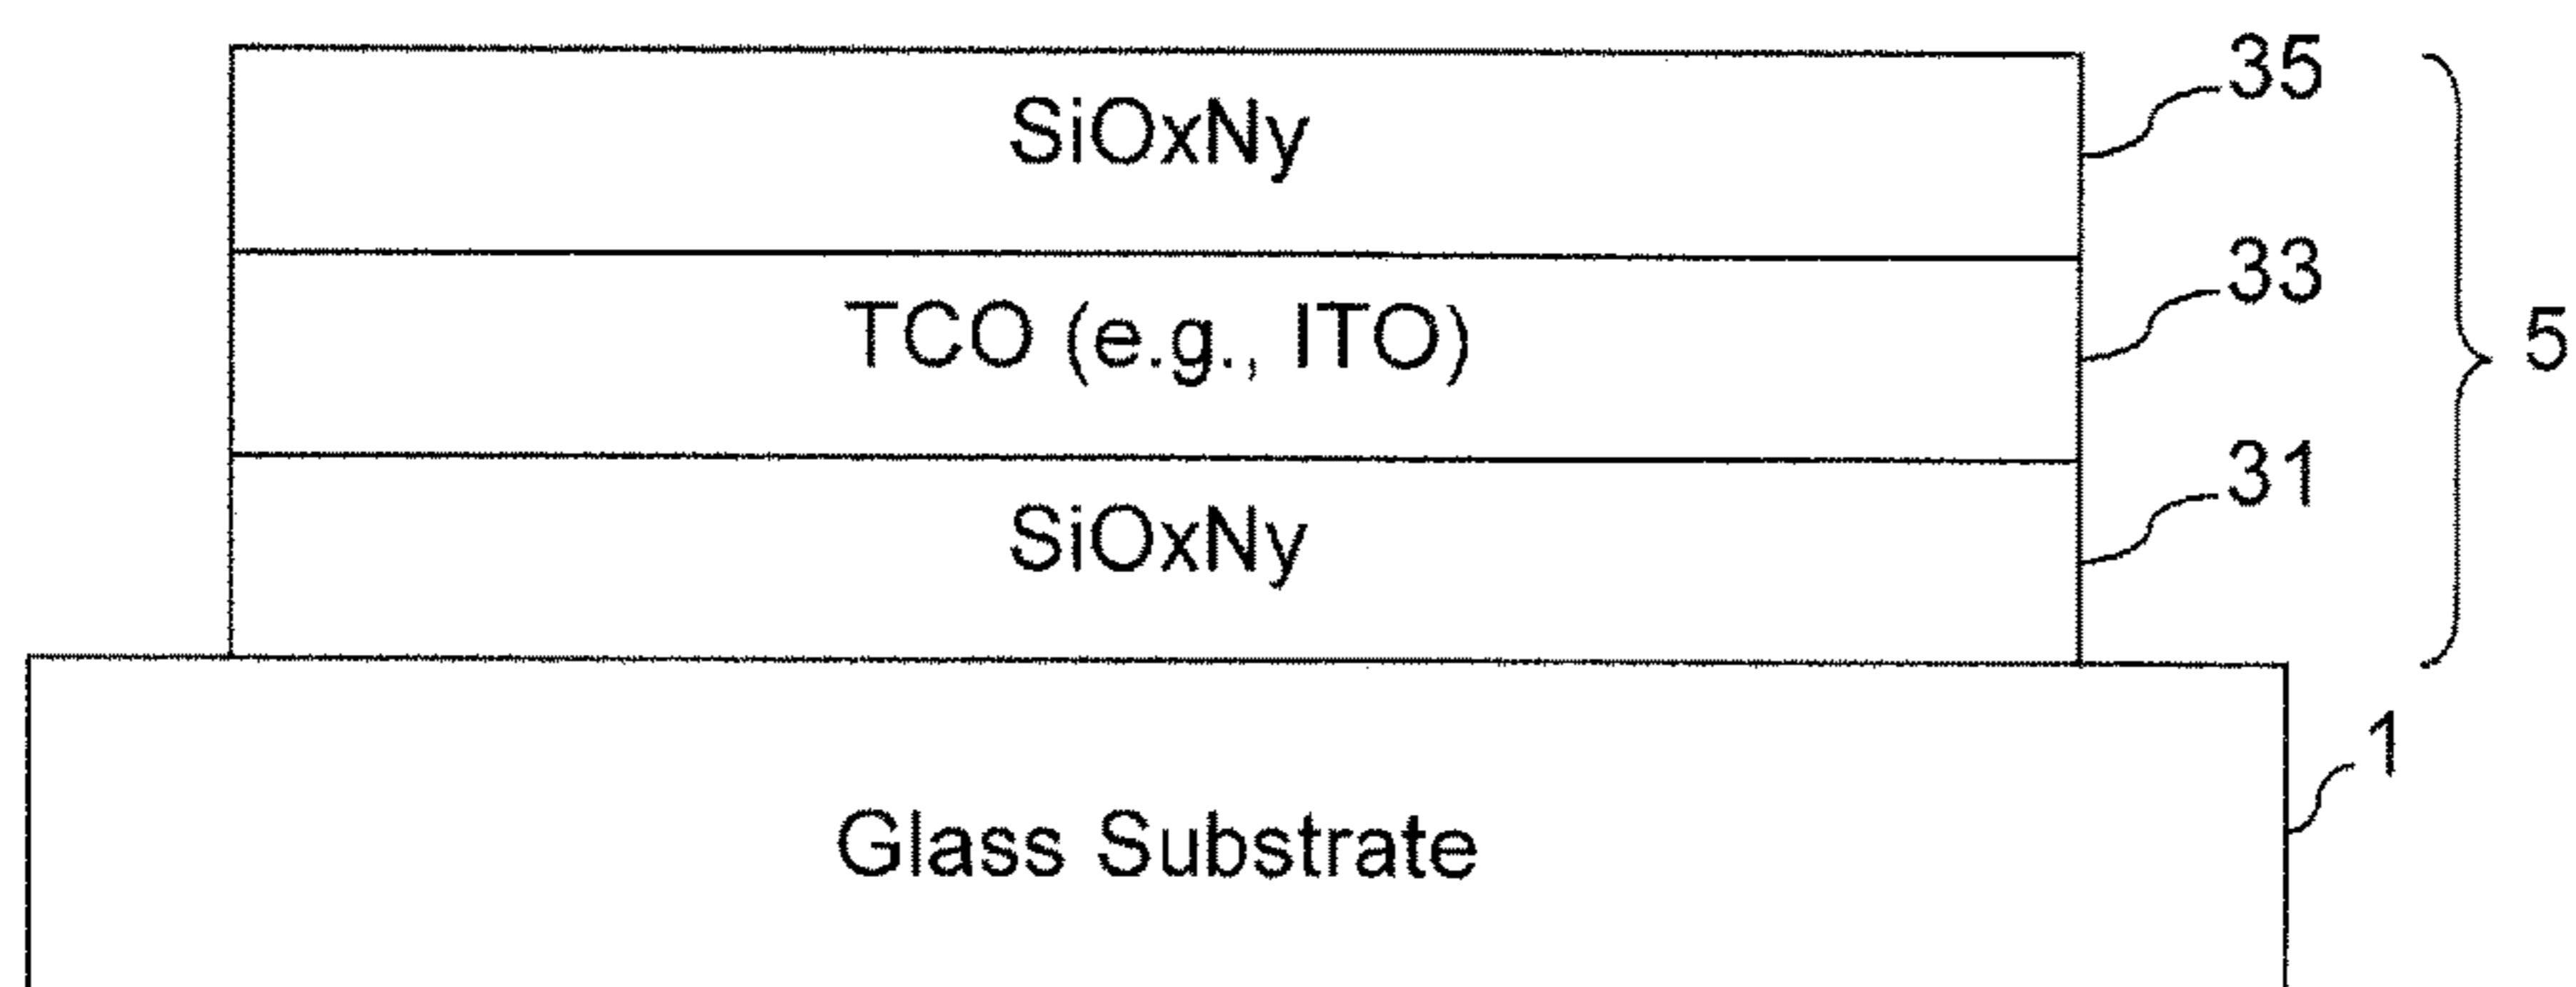 SiOxNy
35
TCO (e.g., ITO)
33
5
SiOxNy
31
Glass Substrate
1